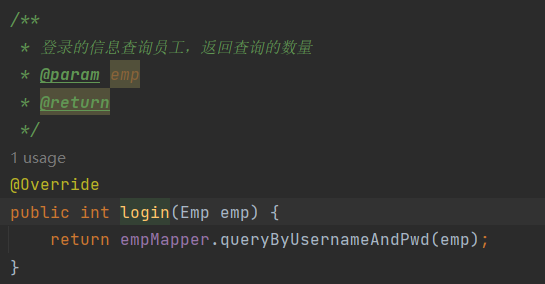 /**
 * 登录的信息查询员工，返回查询的数量
 * @param emp
 * @return
 */
1 usage
@Override
public int login(Emp emp) {
    return empMapper.queryByUsernameAndPwd(emp);
}